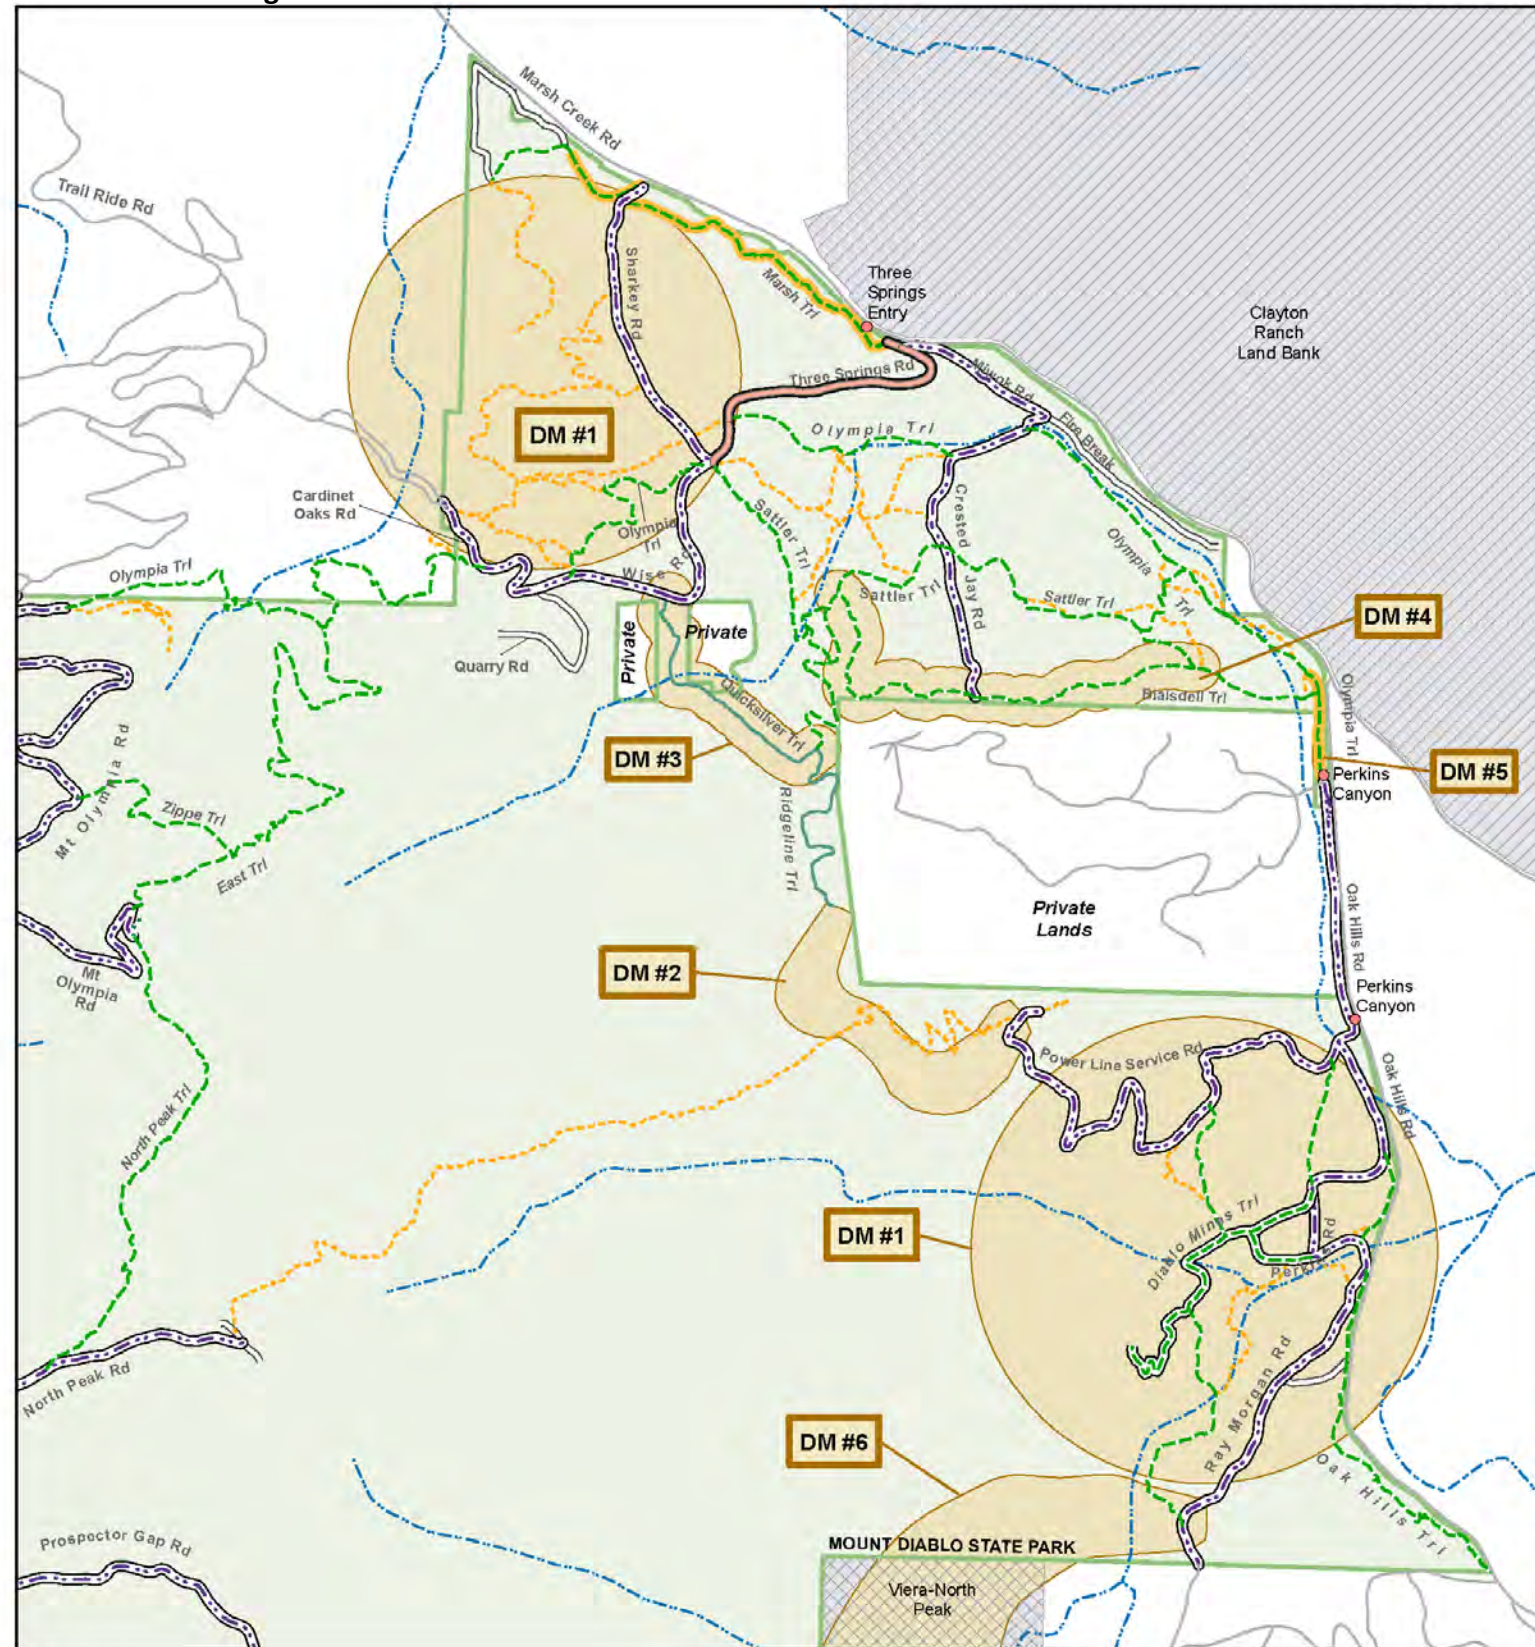 Marsh Creek Rd
Trail Ride Rd
Sharkey Rd
Marsh Trl
Three
Springs
Entry
Clayton
Ranch
Land Bank
Three Springs Rd
Miwok Rd
Fire Break
DM #1
Olympia Trl
Cardinet
Oaks Rd
Olympia
Trl
Sattler Trl
Crested Jay Rd
Olympia Trl
Olympia Trl
Wise Rd
Sattler Trl
Sattler Trl
DM #4
Private
Private
Quarry Rd
Quicksilver Trl
Blaisdell Trl
Olympia Trl
Mt Olympia Rd
DM #3
DM #5
Perkins
Canyon
Zippe Trl
Ridgeline Trl
East Trl
Private
Lands
Oak Hills Rd
DM #2
Mt
Olympia
Rd
Perkins
Canyon
Power Line Service Rd
Oak Hills Rd
North Peak Trl
DM #1
Diablo Mines Trl
North Peak Rd
Ray Morgan Rd
DM #6
Oak Hills Trl
Prospector Gap Rd
MOUNT DIABLO STATE PARK
Viera-North
Peak